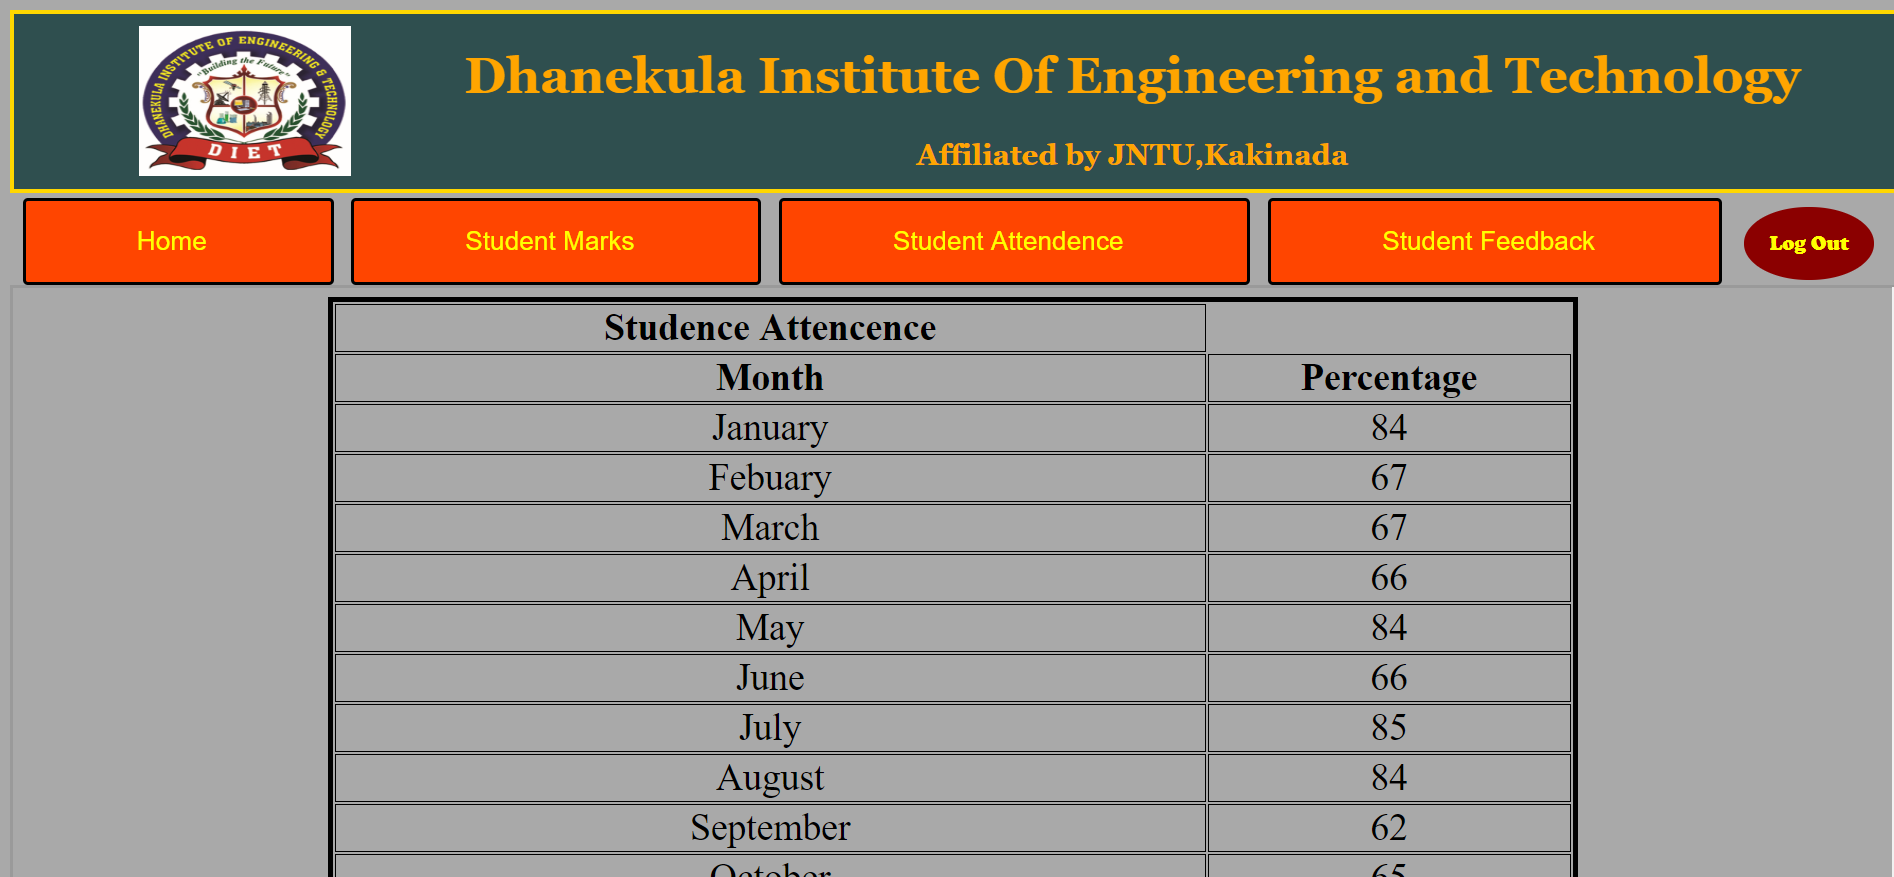 DHANEKULA INSTITUTE OF ENGINEERING & TECHNOLOGY
"Building the Future"
DIET
Dhanekula Institute Of Engineering and Technology
Affiliated by JNTU,Kakinada
Home Student Marks Student Attendence Student Feedback Log Out
Studence Attencence
Month Percentage
January 84
Febuary 67
March 67
April 66
May 84
June 66
July 85
August 84
September 62
October 65